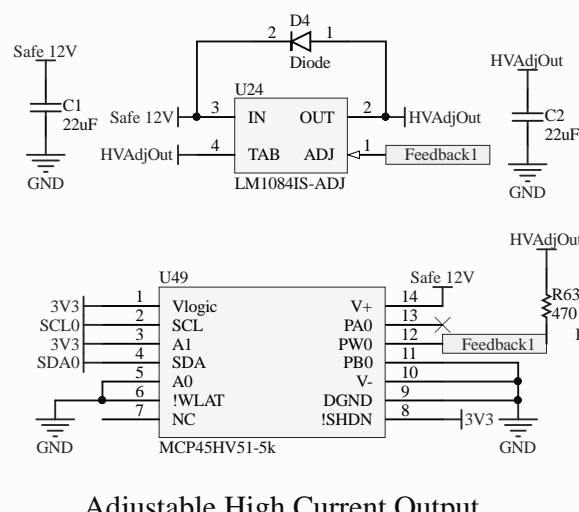 D4
2
1
Diode
Safe 12V
C1
22uF
GND
U24
Safe 12V
3
IN
OUT
2
HVAdjOut
HVAdjOut
4
TAB
ADJ
1
Feedback1
LM1084IS-ADJ
HVAdjOut
C2
22uF
GND
HVAdjOut
R63
470
U49
3V3
1
Vlogic
SCL0
2
SCL
3V3
3
A1
SDA0
4
SDA
5
A0
6
!WLAT
7
NC
GND
Safe 12V
V+
14
PA0
13
PW0
12
Feedback1
PB0
11
V-
10
DGND
9
!SHDN
8
3V3
GND
MCP45HV51-5k
Adjustable High Current Output